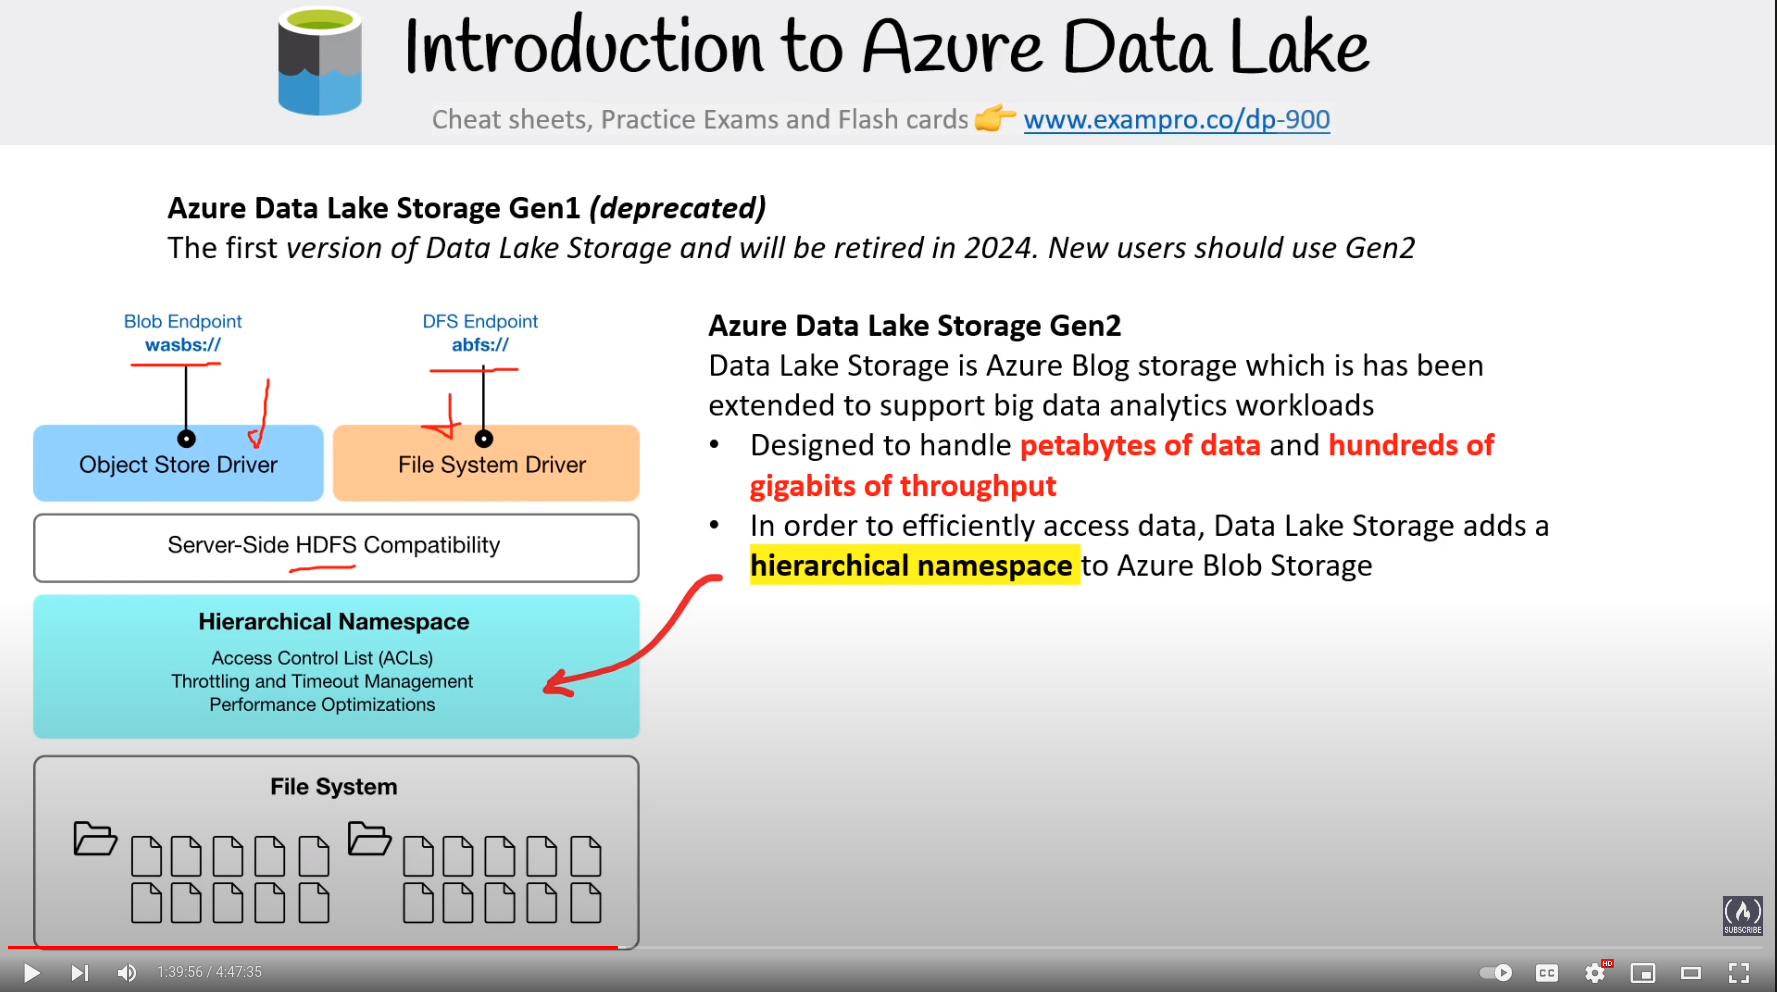 Introduction to Azure Data Lake
Cheat sheets, Practice Exams and Flash cards 👉 www.exampro.co/dp-900
Azure Data Lake Storage Gen1 (deprecated)
The first version of Data Lake Storage and will be retired in 2024. New users should use Gen2
Blob Endpoint
wasbs://
DFS Endpoint
abfs://
Object Store Driver
File System Driver
Server-Side HDFS Compatibility
Hierarchical Namespace
Access Control List (ACLs)
Throttling and Timeout Management
Performance Optimizations
File System
Azure Data Lake Storage Gen2
Data Lake Storage is Azure Blog storage which is has been
extended to support big data analytics workloads
• Designed to handle petabytes of data and hundreds of
gigabits of throughput
• In order to efficiently access data, Data Lake Storage adds a
hierarchical namespace to Azure Blob Storage
SUBSCRIBE
1:39:56 / 4:47:35
CC
HD